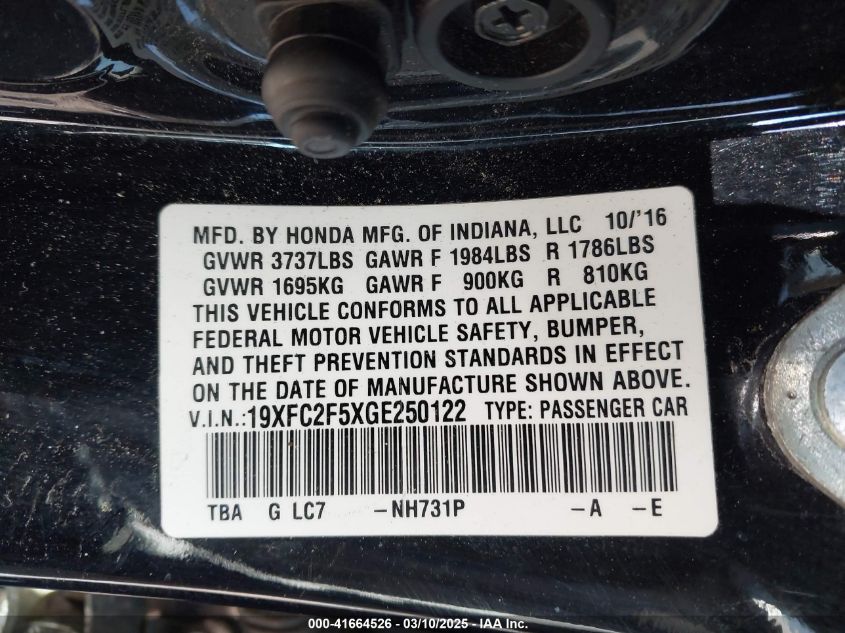 MFD. BY HONDA MFG. OF INDIANA, LLC 10/'16
GVWR 3737LBS GAWR F 1984LBS R 1786LBS
GVWR 1695KG GAWR F 900KG R 810KG
THIS VEHICLE CONFORMS TO ALL APPLICABLE
FEDERAL MOTOR VEHICLE SAFETY, BUMPER,
AND THEFT PREVENTION STANDARDS IN EFFECT
ON THE DATE OF MANUFACTURE SHOWN ABOVE.
V.I.N.:19XFC2F5XGE250122 TYPE: PASSENGER CAR
TBA G LC7 -NH731P -A -E
000-41664526 - 03/10/2025 - IAA Inc.